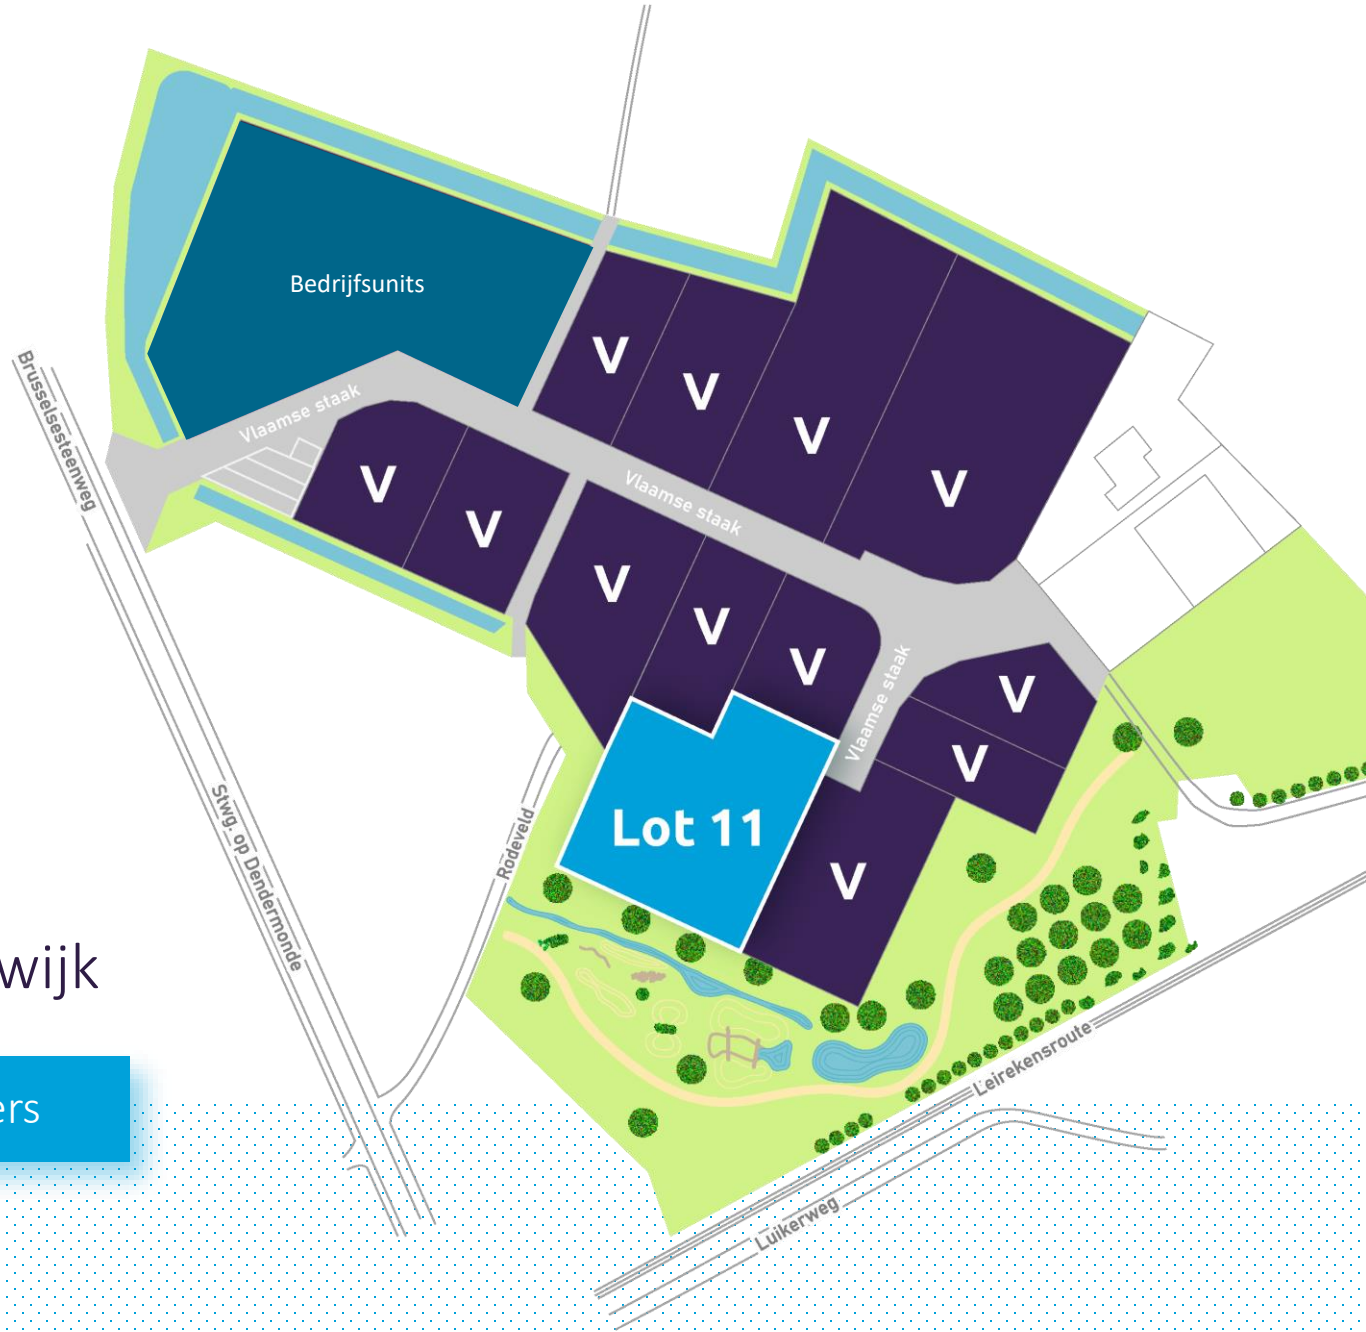 Bedrijfsunits
V
V
V
V
Vlaamse staak
V
V
Vlaamse staak
V
V
V
Vlaamse staak
V
V
Lot 11
V
Brusselsesteenweg
Stwg. op Dendermonde
Rodeveld
wijk
ers
Leirekensroute
Luikerweg